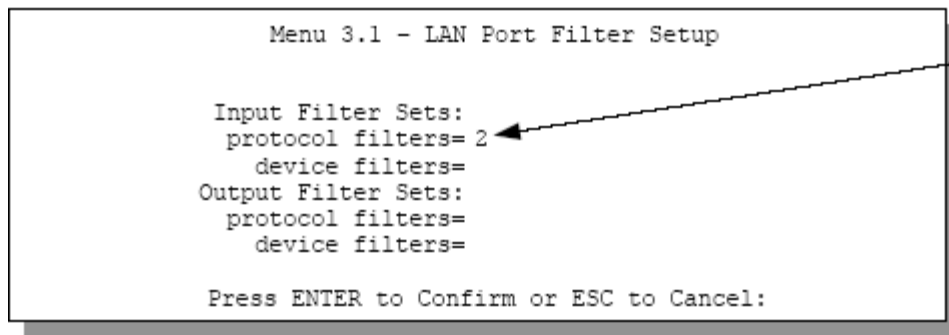 Menu 3.1 - LAN Port Filter Setup
Input Filter Sets:
protocol filters= 2
device filters=
Output Filter Sets:
protocol filters=
device filters=
Press ENTER to Confirm or ESC to Cancel: